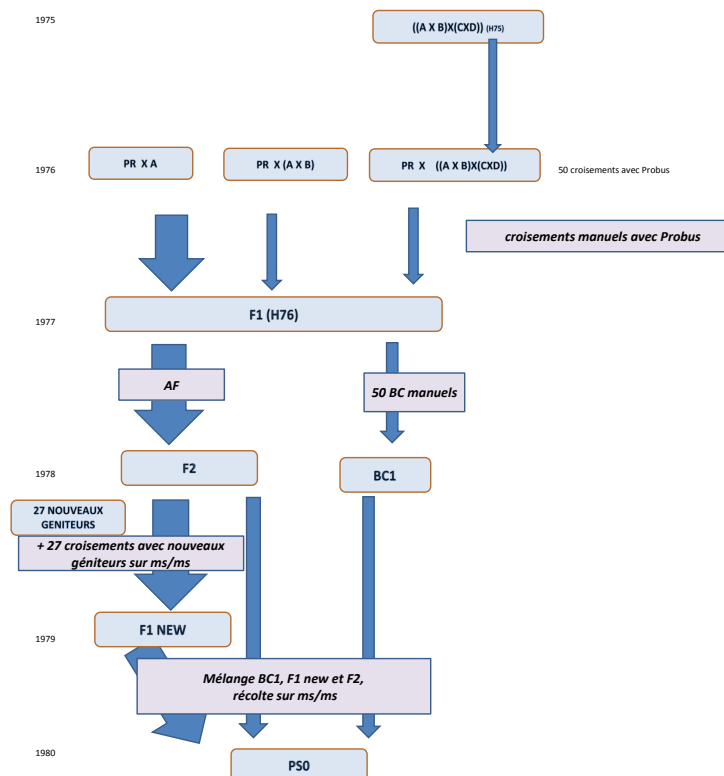 1975
((A X B)X(CXD)) (H75)
1976
PR X A
PR X (A X B)
PR X ((A X B)X(CXD))
50 croisements avec Probus
croisements manuels avec Probus
1977
F1 (H76)
AF
50 BC manuels
1978
F2
BC1
27 NOUVEAUX
GENITEURS
+ 27 croisements avec nouveaux
géniteurs sur ms/ms
1979
F1 NEW
Mélange BC1, F1 new et F2,
récolte sur ms/ms
1980
PS0